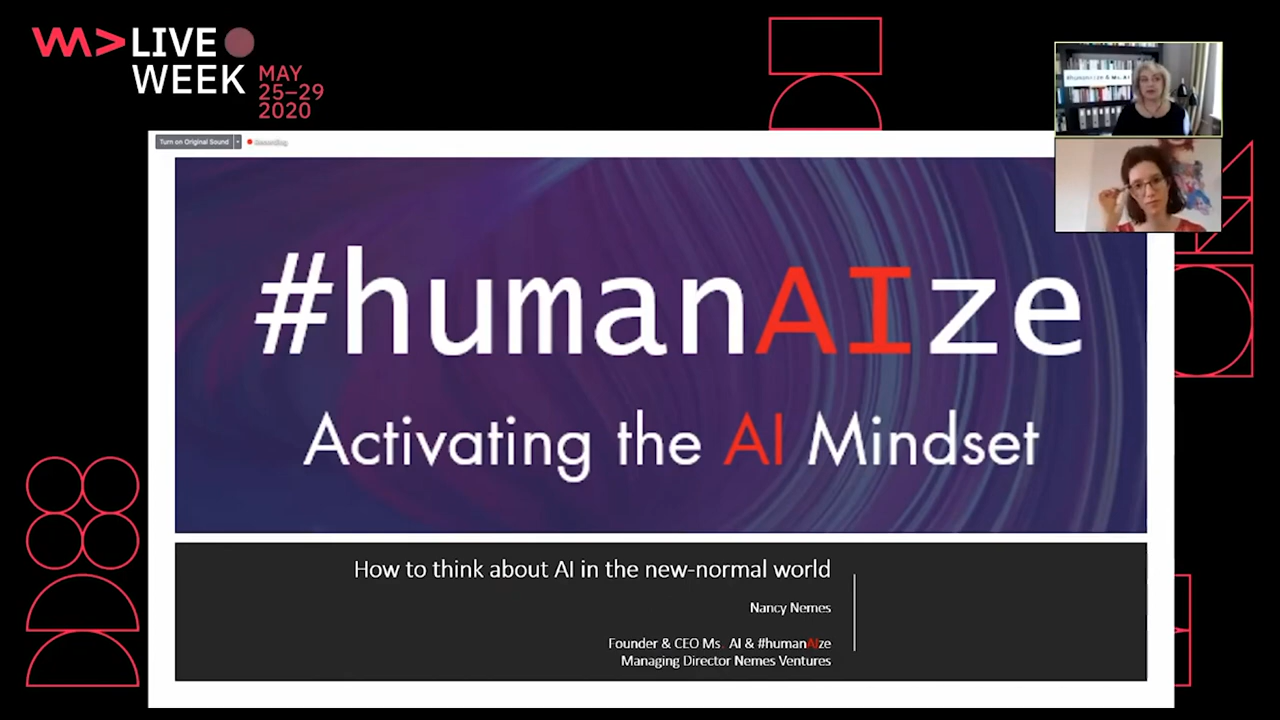 LIVE
WEEK
MAY
25–29
2020
Turn on Original Sound
Recording
#humanAIze
Activating the AI Mindset
How to think about AI in the new-normal world
Nancy Nemes
Founder & CEO Ms. AI & #humanAIze
Managing Director Nemes Ventures